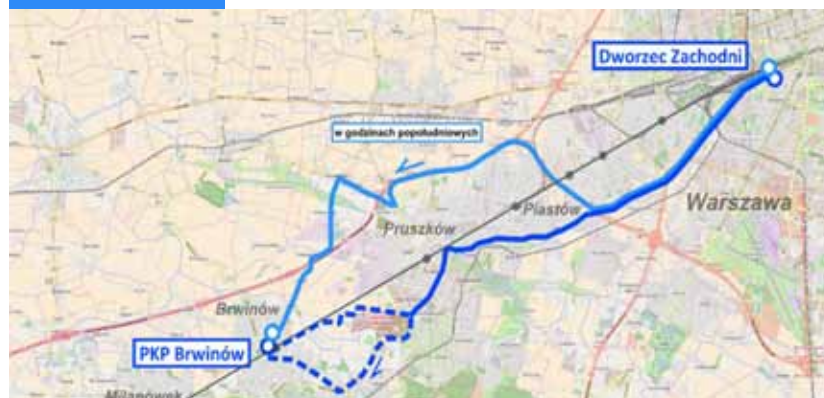 Dworzec Zachodni
w godzinach popołudniowych
Warszawa
Piastów
Pruszków
Brwinów
PKP Brwinów
Milanówek